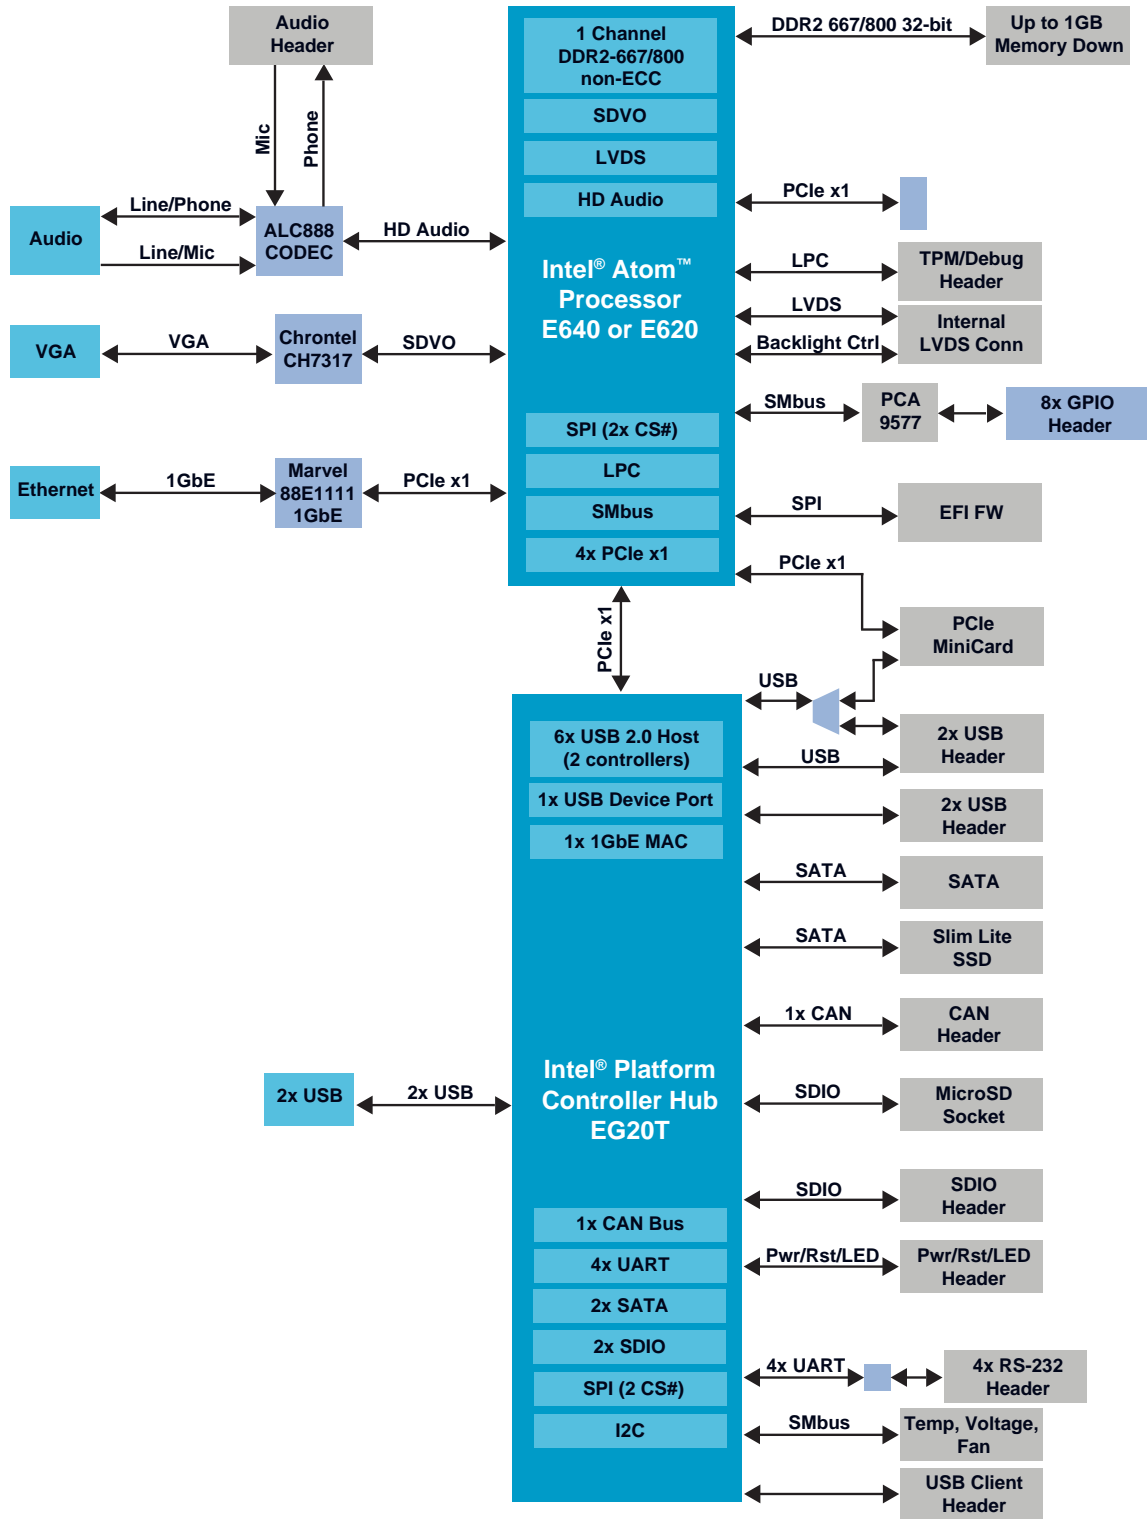 Audio
Header
1 Channel
DDR2-667/800
non-ECC
DDR2 667/800 32-bit
Up to 1GB
Memory Down
SDVO
LVDS
HD Audio
Mic
Phone
PCIe x1
Audio
Line/Phone
Line/Mic
ALC888
CODEC
HD Audio
Intel® Atom™
Processor
E640 or E620
LPC
TPM/Debug
Header
LVDS
Backlight Ctrl
Internal
LVDS Conn
VGA
VGA
Chrontel
CH7317
SDVO
SMbus
PCA
9577
8x GPIO
Header
SPI (2x CS#)
LPC
SMbus
4x PCIe x1
Ethernet
1GbE
Marvel
88E1111
1GbE
PCIe x1
SPI
EFI FW
PCIe x1
PCIe
MiniCard
PCIe x1
USB
2x USB
Header
USB
6x USB 2.0 Host
(2 controllers)
1x USB Device Port
1x 1GbE MAC
2x USB
Header
SATA
SATA
SATA
Slim Lite
SSD
1x CAN
CAN
Header
2x USB
2x USB
Intel® Platform
Controller Hub
EG20T
SDIO
MicroSD
Socket
SDIO
SDIO
Header
1x CAN Bus
4x UART
2x SATA
2x SDIO
SPI (2 CS#)
I2C
Pwr/Rst/LED
Pwr/Rst/LED
Header
4x UART
4x RS-232
Header
SMbus
Temp, Voltage,
Fan
USB Client
Header